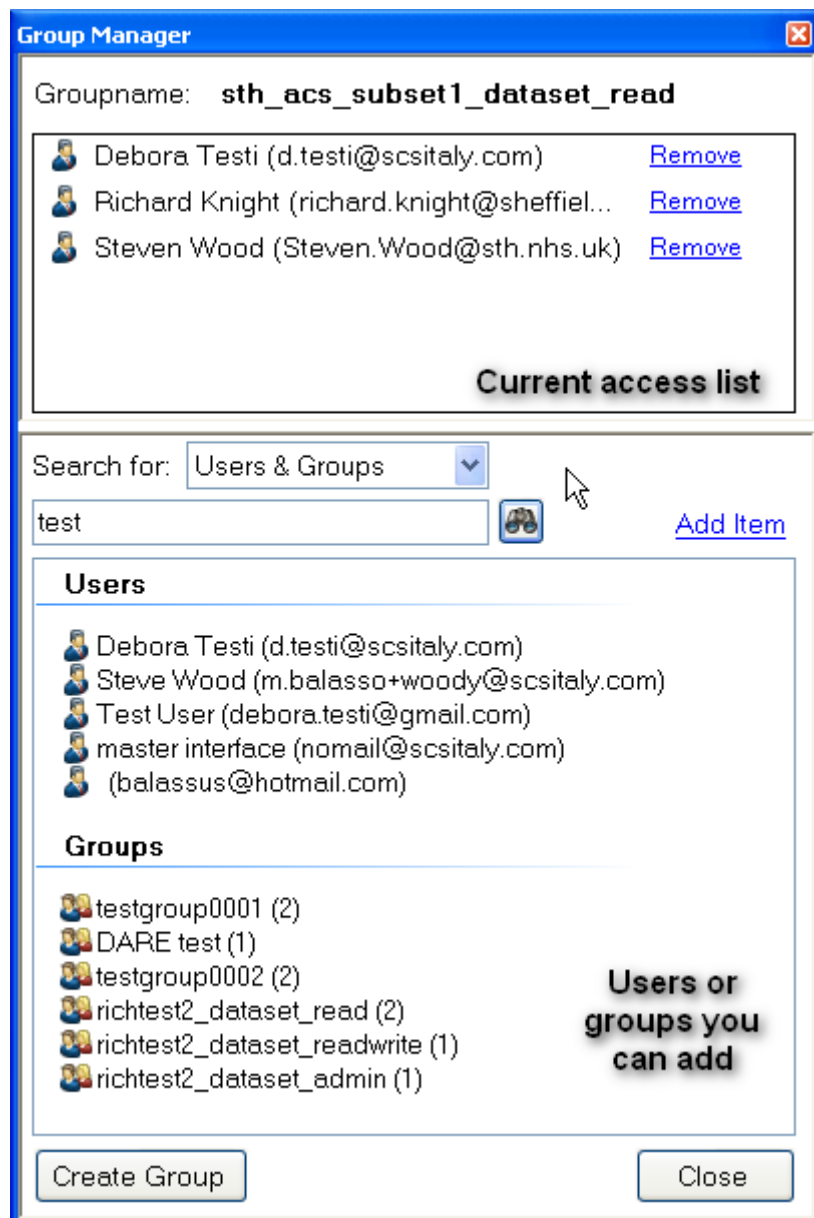 Group Manager
Groupname: sth_acs_subset1_dataset_read
Debora Testi (d.testi@scsitaly.com) Remove
Richard Knight (richard.knight@sheffiel... Remove
Steven Wood (Steven.Wood@sth.nhs.uk) Remove
Current access list
Search for: Users & Groups
test
Add Item
Users
Debora Testi (d.testi@scsitaly.com)
Steve Wood (m.balasso+woody@scsitaly.com)
Test User (debora.testi@gmail.com)
master interface (nomail@scsitaly.com)
(balassus@hotmail.com)
Groups
testgroup0001 (2)
DARE test (1)
testgroup0002 (2)
richtest2_dataset_read (2)
richtest2_dataset_readwrite (1)
richtest2_dataset_admin (1)
Users or
groups you
can add
Create Group Close